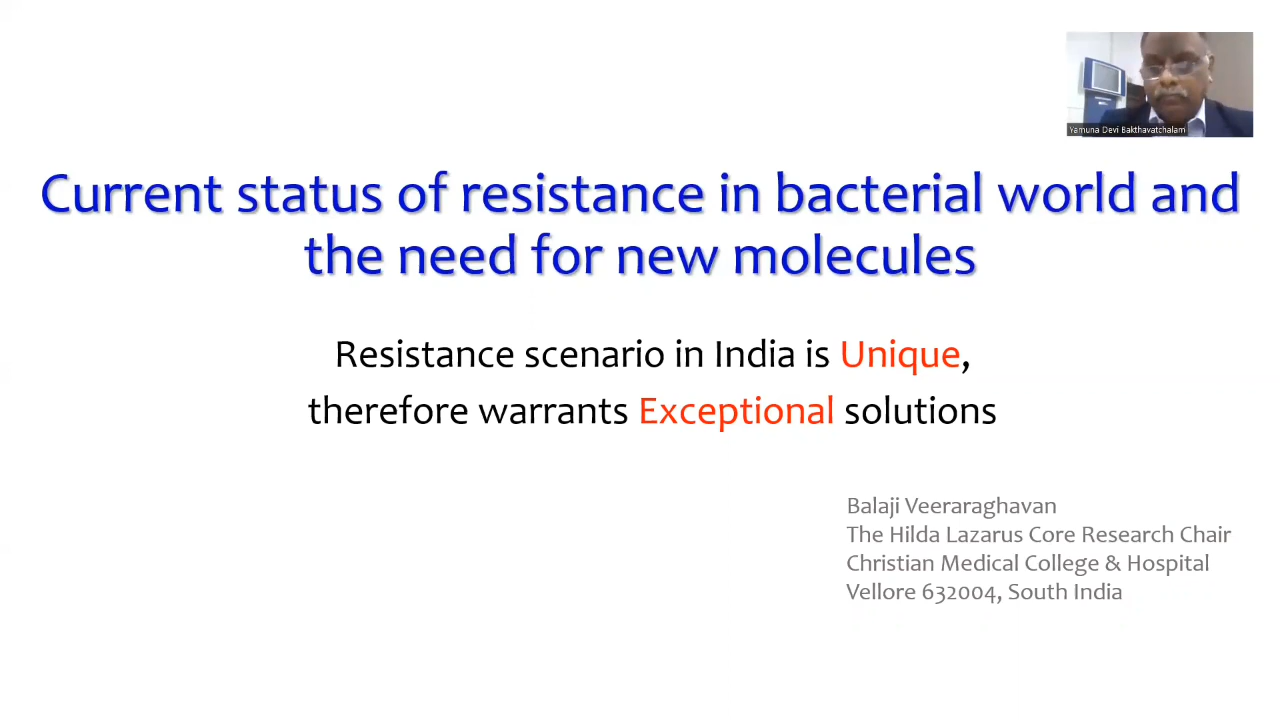 Yamuna Devi Bakthavatchalam
Current status of resistance in bacterial world and
the need for new molecules
Resistance scenario in India is Unique,
therefore warrants Exceptional solutions
Balaji Veeraraghavan
The Hilda Lazarus Core Research Chair
Christian Medical College & Hospital
Vellore 632004, South India